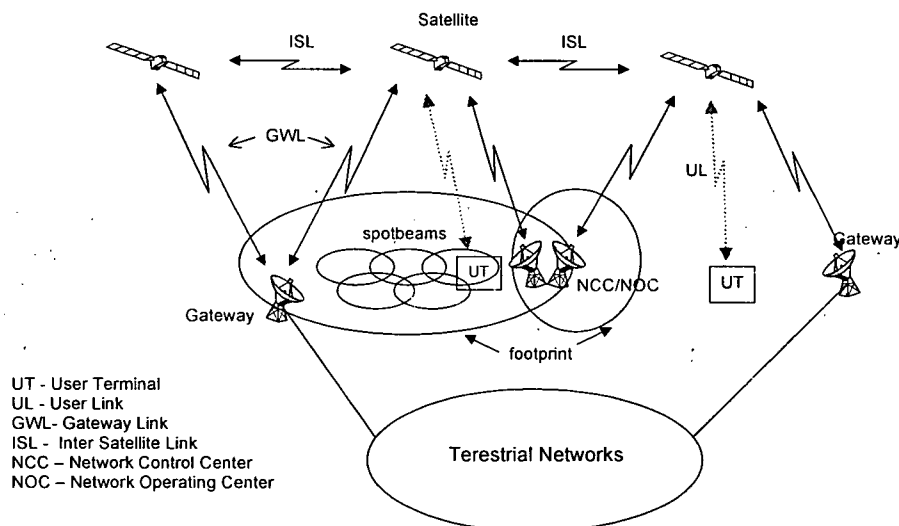 Satellite
ISL
ISL
GWL
UL
spotbeams
Gateway
UT
NCC/NOC
UT
Gateway
footprint
UT - User Terminal
UL - User Link
GWL- Gateway Link
ISL - Inter Satellite Link
NCC – Network Control Center
NOC – Network Operating Center
Terestrial Networks